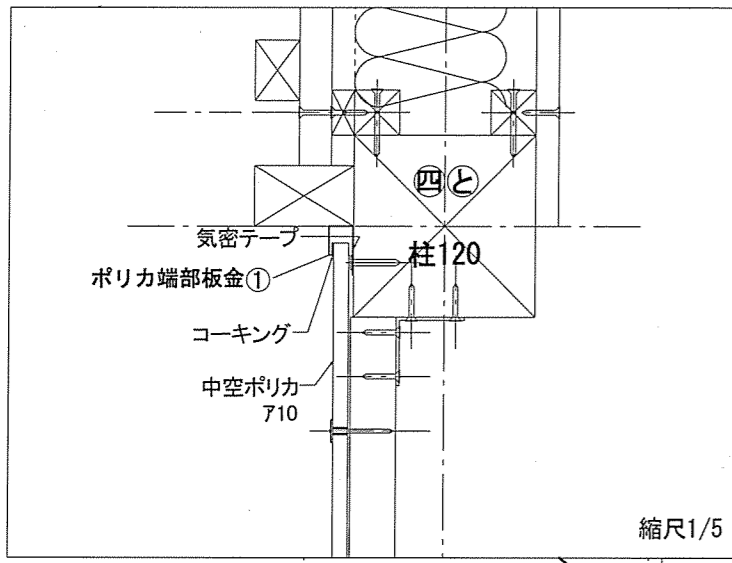 四と
気密テープ
柱120
ポリカ端部板金①
コーキング
中空ポリカ
ｱ10
縮尺1/5